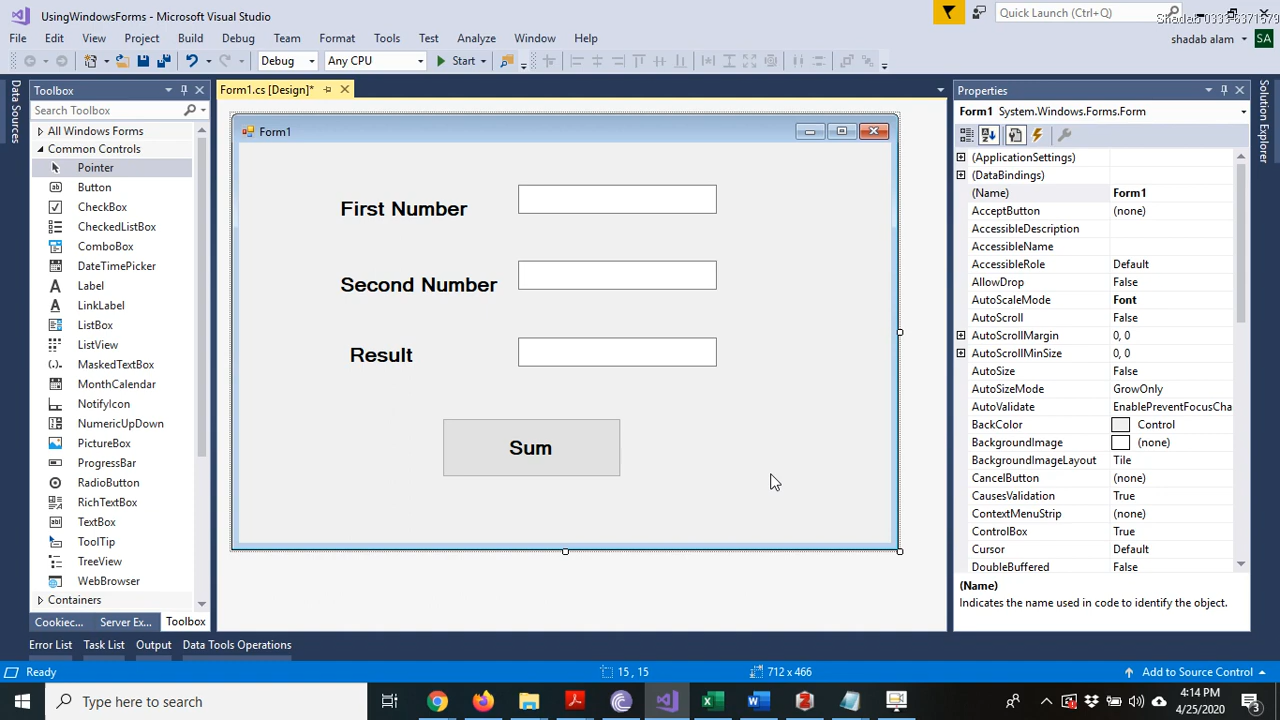 UsingWindowsForms - Microsoft Visual Studio
Quick Launch (Ctrl+Q)
File Edit View Project Build Debug Team Format Tools Test Analyze Window Help
shadab alam
SA
Debug Any CPU Start
Data Sources
Toolbox
Search Toolbox
All Windows Forms
Common Controls
Pointer
Button
CheckBox
CheckedListBox
ComboBox
DateTimePicker
Label
LinkLabel
ListBox
ListView
MaskedTextBox
MonthCalendar
NotifyIcon
NumericUpDown
PictureBox
ProgressBar
RadioButton
RichTextBox
TextBox
ToolTip
TreeView
WebBrowser
Containers
Cookiec... Server Ex... Toolbox
Form1.cs [Design]*
Form1
First Number
Second Number
Result
Sum
Properties
Form1 System.Windows.Forms.Form
(ApplicationSettings)
(DataBindings)
(Name) Form1
AcceptButton (none)
AccessibleDescription
AccessibleName
AccessibleRole Default
AllowDrop False
AutoScaleMode Font
AutoScroll False
AutoScrollMargin 0, 0
AutoScrollMinSize 0, 0
AutoSize False
AutoSizeMode GrowOnly
AutoValidate EnablePreventFocusCha
BackColor Control
BackgroundImage (none)
BackgroundImageLayout Tile
CancelButton (none)
CausesValidation True
ContextMenuStrip (none)
ControlBox True
Cursor Default
DoubleBuffered False
(Name)
Indicates the name used in code to identify the object.
Solution Explorer
Error List Task List Output Data Tools Operations
Ready 15 , 15 712 x 466 Add to Source Control
Type here to search
4:14 PM
4/25/2020
3